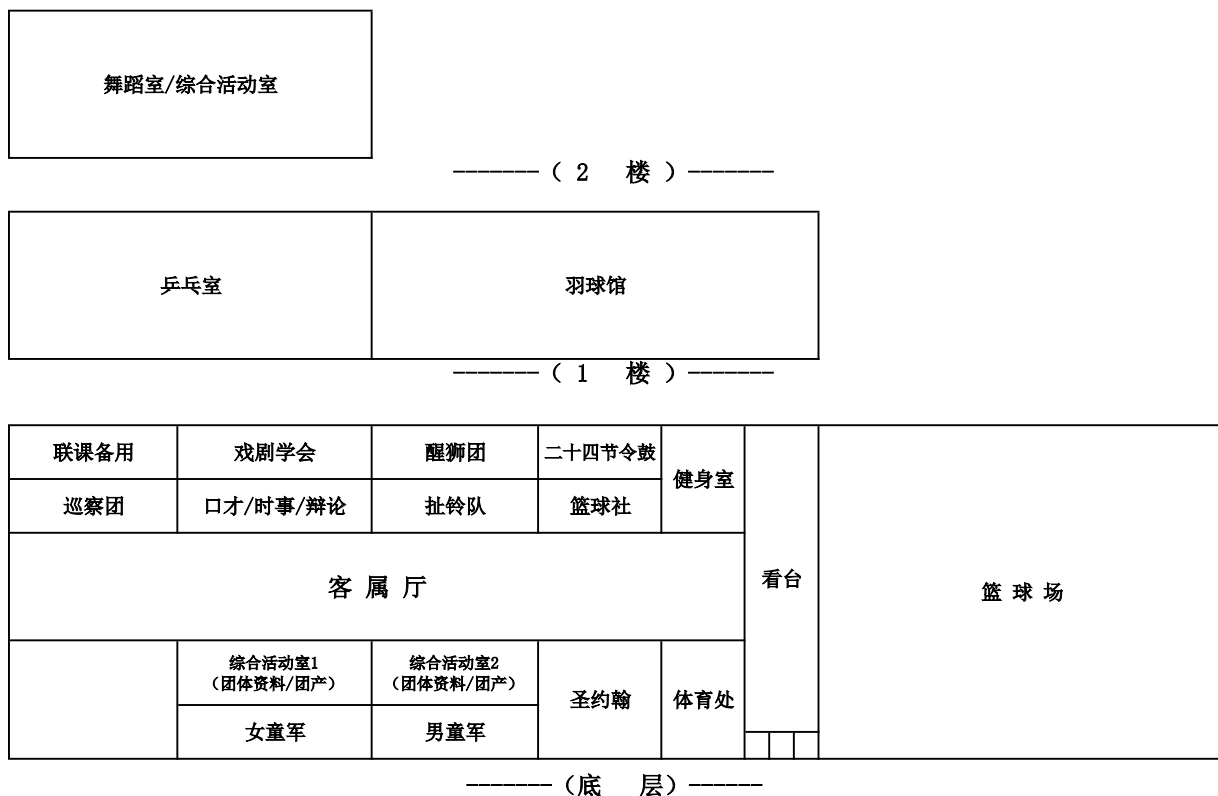 舞蹈室/综合活动室
-------( 2 楼 )-------
乒乓室
羽球馆
-------( 1 楼 )-------
联课备用
戏剧学会
醒狮团
二十四节令鼓
健身室
巡察团
口才/时事/辩论
扯铃队
篮球社
客 属 厅
看台
篮 球 场
综合活动室1
(团体资料/团产)
综合活动室2
(团体资料/团产)
圣约翰
体育处
女童军
男童军
-------(底 层)------